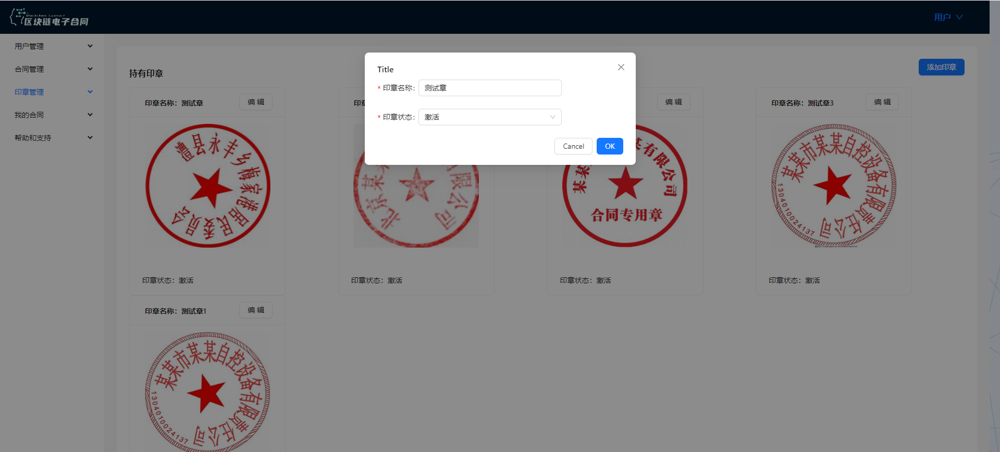 Blockchain Contract
区块链电子合同
用户
用户管理
合同管理
印章管理
我的合同
帮助和支持
持有印章
添加印章
Title
* 印章名称: 测试章
* 印章状态: 激活
Cancel OK
印章名称：测试章
编 辑
澧县永丰乡梅家港居民委员会
印章状态：激活
印
北京某
有限公司
印章状态：激活
编 辑
某某
某有限公司
合同专用章
印章状态：激活
印章名称：测试章3
编 辑
某某市某某自控设备有限责任公司
1304010024137
印章状态：激活
印章名称：测试章1
编 辑
某某市某某自控设备有限责任公司
1304010024137